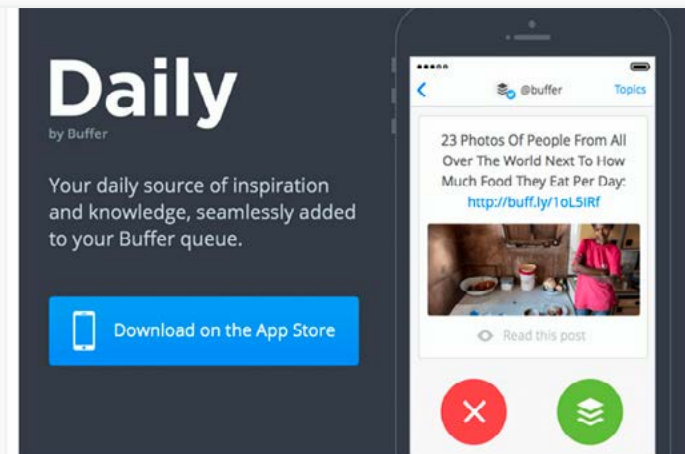 Daily
by Buffer
Your daily source of inspiration
and knowledge, seamlessly added
to your Buffer queue.
Download on the App Store
@buffer
Topics
23 Photos Of People From All
Over The World Next To How
Much Food They Eat Per Day:
http://buff.ly/1oL5IRf
Read this post